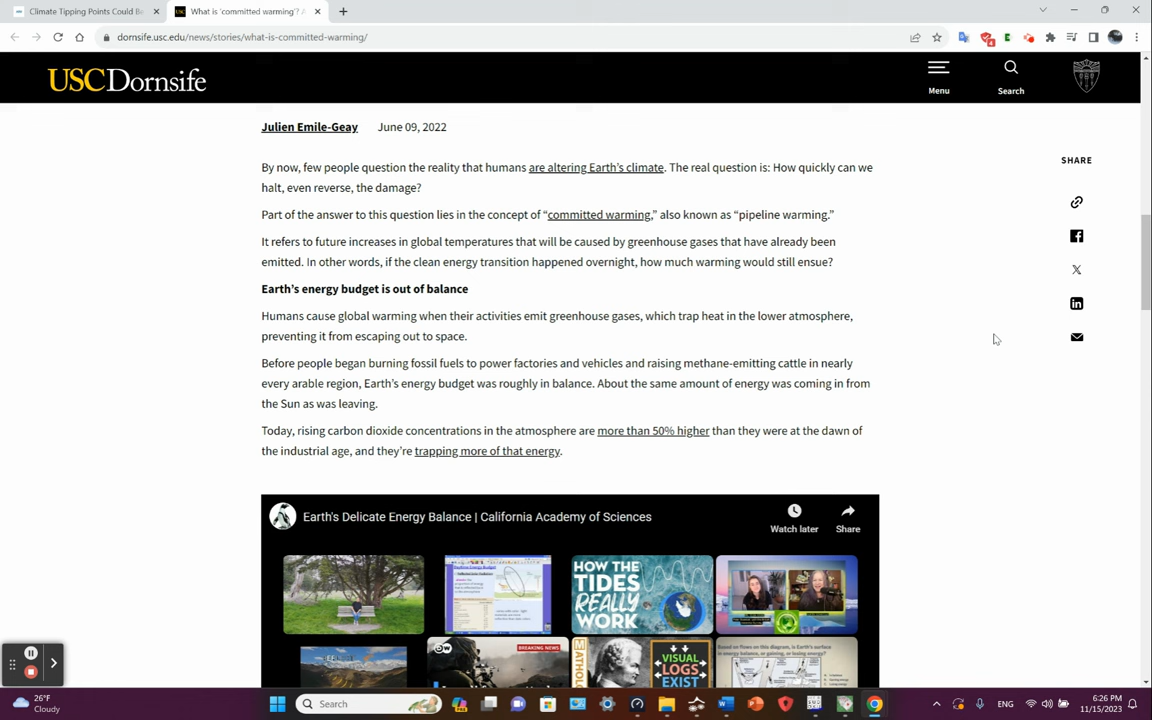 Climate Tipping Points Could Be
What is 'committed warming'? A
dornsife.usc.edu/news/stories/what-is-committed-warming/
USCDornsife
Menu
Search
Julien Emile-Geay June 09, 2022
SHARE
By now, few people question the reality that humans are altering Earth's climate. The real question is: How quickly can we
halt, even reverse, the damage?
Part of the answer to this question lies in the concept of "committed warming," also known as "pipeline warming."
It refers to future increases in global temperatures that will be caused by greenhouse gases that have already been
emitted. In other words, if the clean energy transition happened overnight, how much warming would still ensue?
Earth's energy budget is out of balance
Humans cause global warming when their activities emit greenhouse gases, which trap heat in the lower atmosphere,
preventing it from escaping out to space.
Before people began burning fossil fuels to power factories and vehicles and raising methane-emitting cattle in nearly
every arable region, Earth's energy budget was roughly in balance. About the same amount of energy was coming in from
the Sun as was leaving.
Today, rising carbon dioxide concentrations in the atmosphere are more than 50% higher than they were at the dawn of
the industrial age, and they're trapping more of that energy.
Earth's Delicate Energy Balance | California Academy of Sciences
Watch later
Share
HOW THE
TIDES
REALLY
WORK
BREAKING NEWS
VISUAL
LOGS
EXIST
26°F
Cloudy
Search
ENG
6:26 PM
11/15/2023